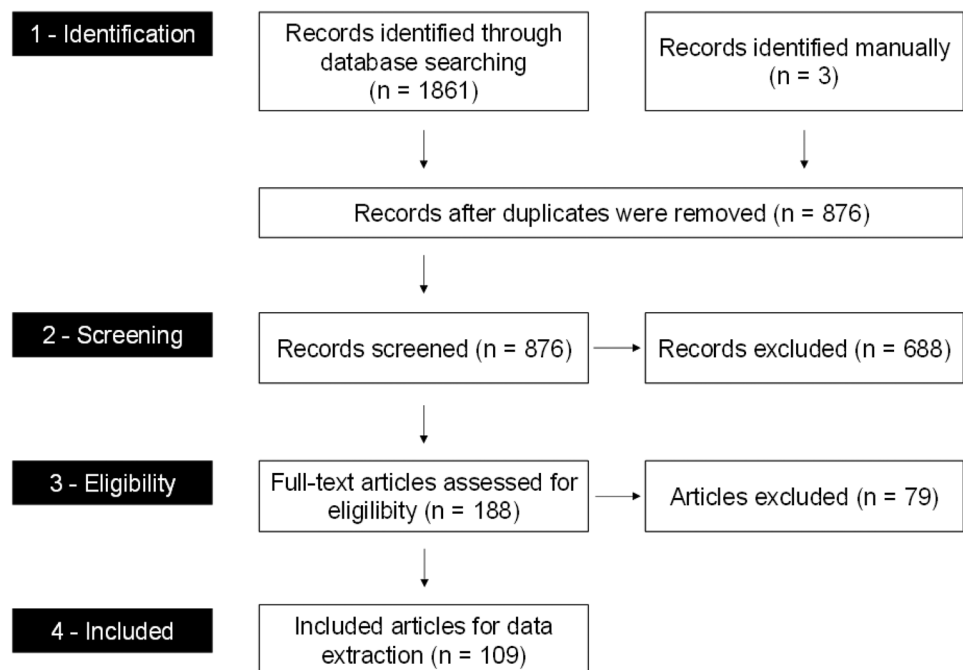 1 - Identification
Records identified through
database searching
(n = 1861)
Records identified manually
(n = 3)
Records after duplicates were removed (n = 876)
2 - Screening
Records screened (n = 876)
Records excluded (n = 688)
3 - Eligibility
Full-text articles assessed for
eligilibity (n = 188)
Articles excluded (n = 79)
4 - Included
Included articles for data
extraction (n = 109)